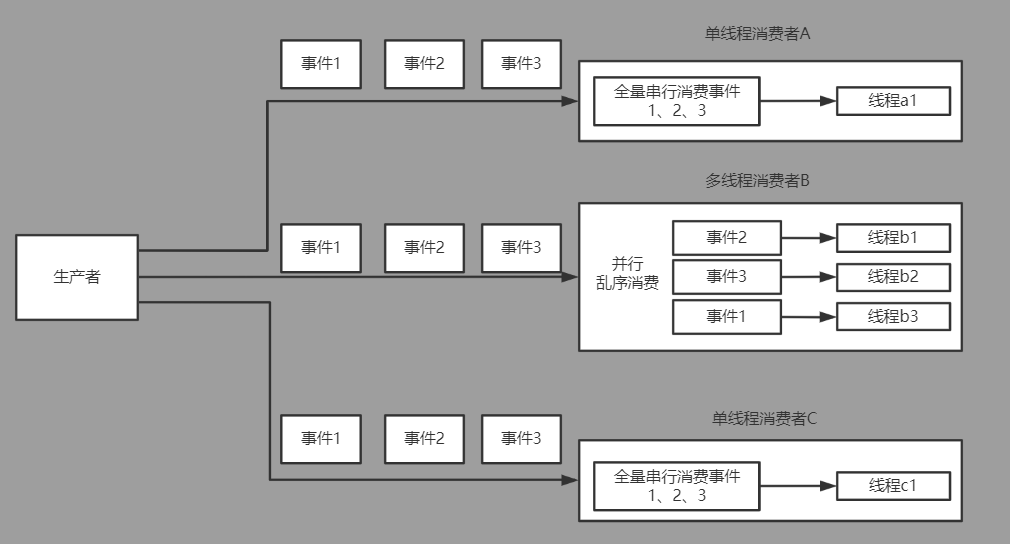 单线程消费者A
事件1
事件2
事件3
全量串行消费事件
1、2、3
线程a1
多线程消费者B
生产者
事件1
事件2
事件3
并行
乱序消费
事件2
线程b1
事件3
线程b2
事件1
线程b3
单线程消费者C
事件1
事件2
事件3
全量串行消费事件
1、2、3
线程c1